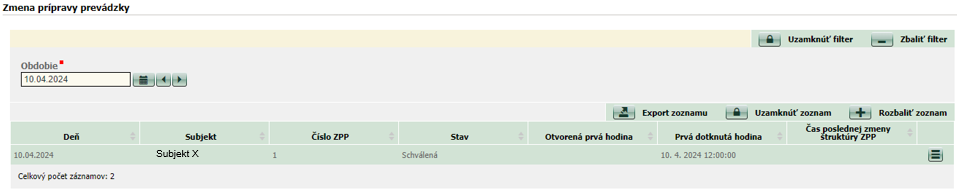 Zmena prípravy prevádzky
Uzamknúť filter Zbaliť filter
Obdobie
10.04.2024
Export zoznamu Uzamknúť zoznam Rozbaliť zoznam
Deň Subjekt Číslo ZPP Stav Otvorená prvá hodina Prvá dotknutá hodina Čas poslednej zmeny štruktúry ZPP
10.04.2024 Subjekt X 1 Schválená 10. 4. 2024 12:00:00
Celkový počet záznamov: 2